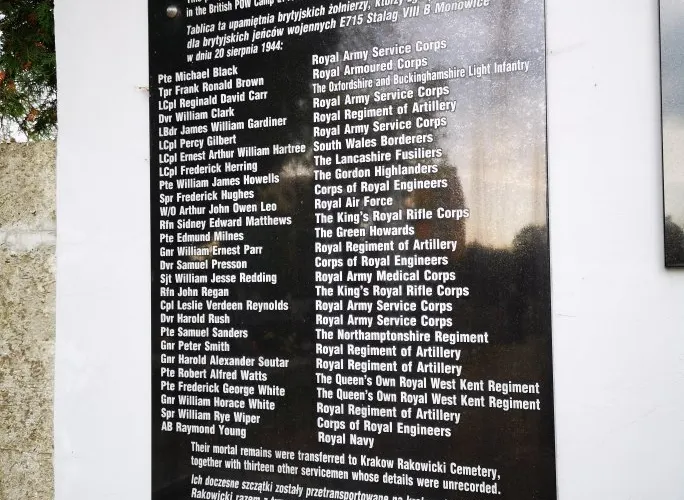 in the British POW Camp
Tablica ta upamiętnia brytyjskich żołnierzy, którzy
dla brytyjskich jeńców wojennych E715 Stalag VIII B Monowice
w dniu 20 sierpnia 1944:
Pte Michael Black Royal Army Service Corps
Tpr Frank Ronald Brown Royal Armoured Corps
LCpl Reginald David Carr The Oxfordshire and Buckinghamshire Light Infantry
Dvr William Clark Royal Army Service Corps
LBdr James William Gardiner Royal Regiment of Artillery
LCpl Percy Gilbert Royal Army Service Corps
LCpl Ernest Arthur William Hartree South Wales Borderers
LCpl Frederick Herring The Lancashire Fusiliers
Pte William James Howells The Gordon Highlanders
Spr Frederick Hughes Corps of Royal Engineers
W/O Arthur John Owen Leo Royal Air Force
Rfn Sidney Edward Matthews The King's Royal Rifle Corps
Pte Edmund Milnes The Green Howards
Gnr William Ernest Parr Royal Regiment of Artillery
Dvr Samuel Presson Corps of Royal Engineers
Sjt William Jesse Redding Royal Army Medical Corps
Rfn John Regan The King's Royal Rifle Corps
Cpl Leslie Verdeen Reynolds Royal Army Service Corps
Dvr Harold Rush Royal Army Service Corps
Pte Samuel Sanders The Northamptonshire Regiment
Gnr Peter Smith Royal Regiment of Artillery
Gnr Harold Alexander Soutar Royal Regiment of Artillery
Pte Robert Alfred Watts The Queen's Own Royal West Kent Regiment
Pte Frederick George White The Queen's Own Royal West Kent Regiment
Gnr William Horace White Royal Regiment of Artillery
Spr William Rye Wiper Corps of Royal Engineers
AB Raymond Young Royal Navy
Their mortal remains were transferred to Krakow Rakowicki Cemetery,
together with thirteen other servicemen whose details were unrecorded.
Ich doczesne szczątki zostały przetransportowane na
Rakowicki razem z